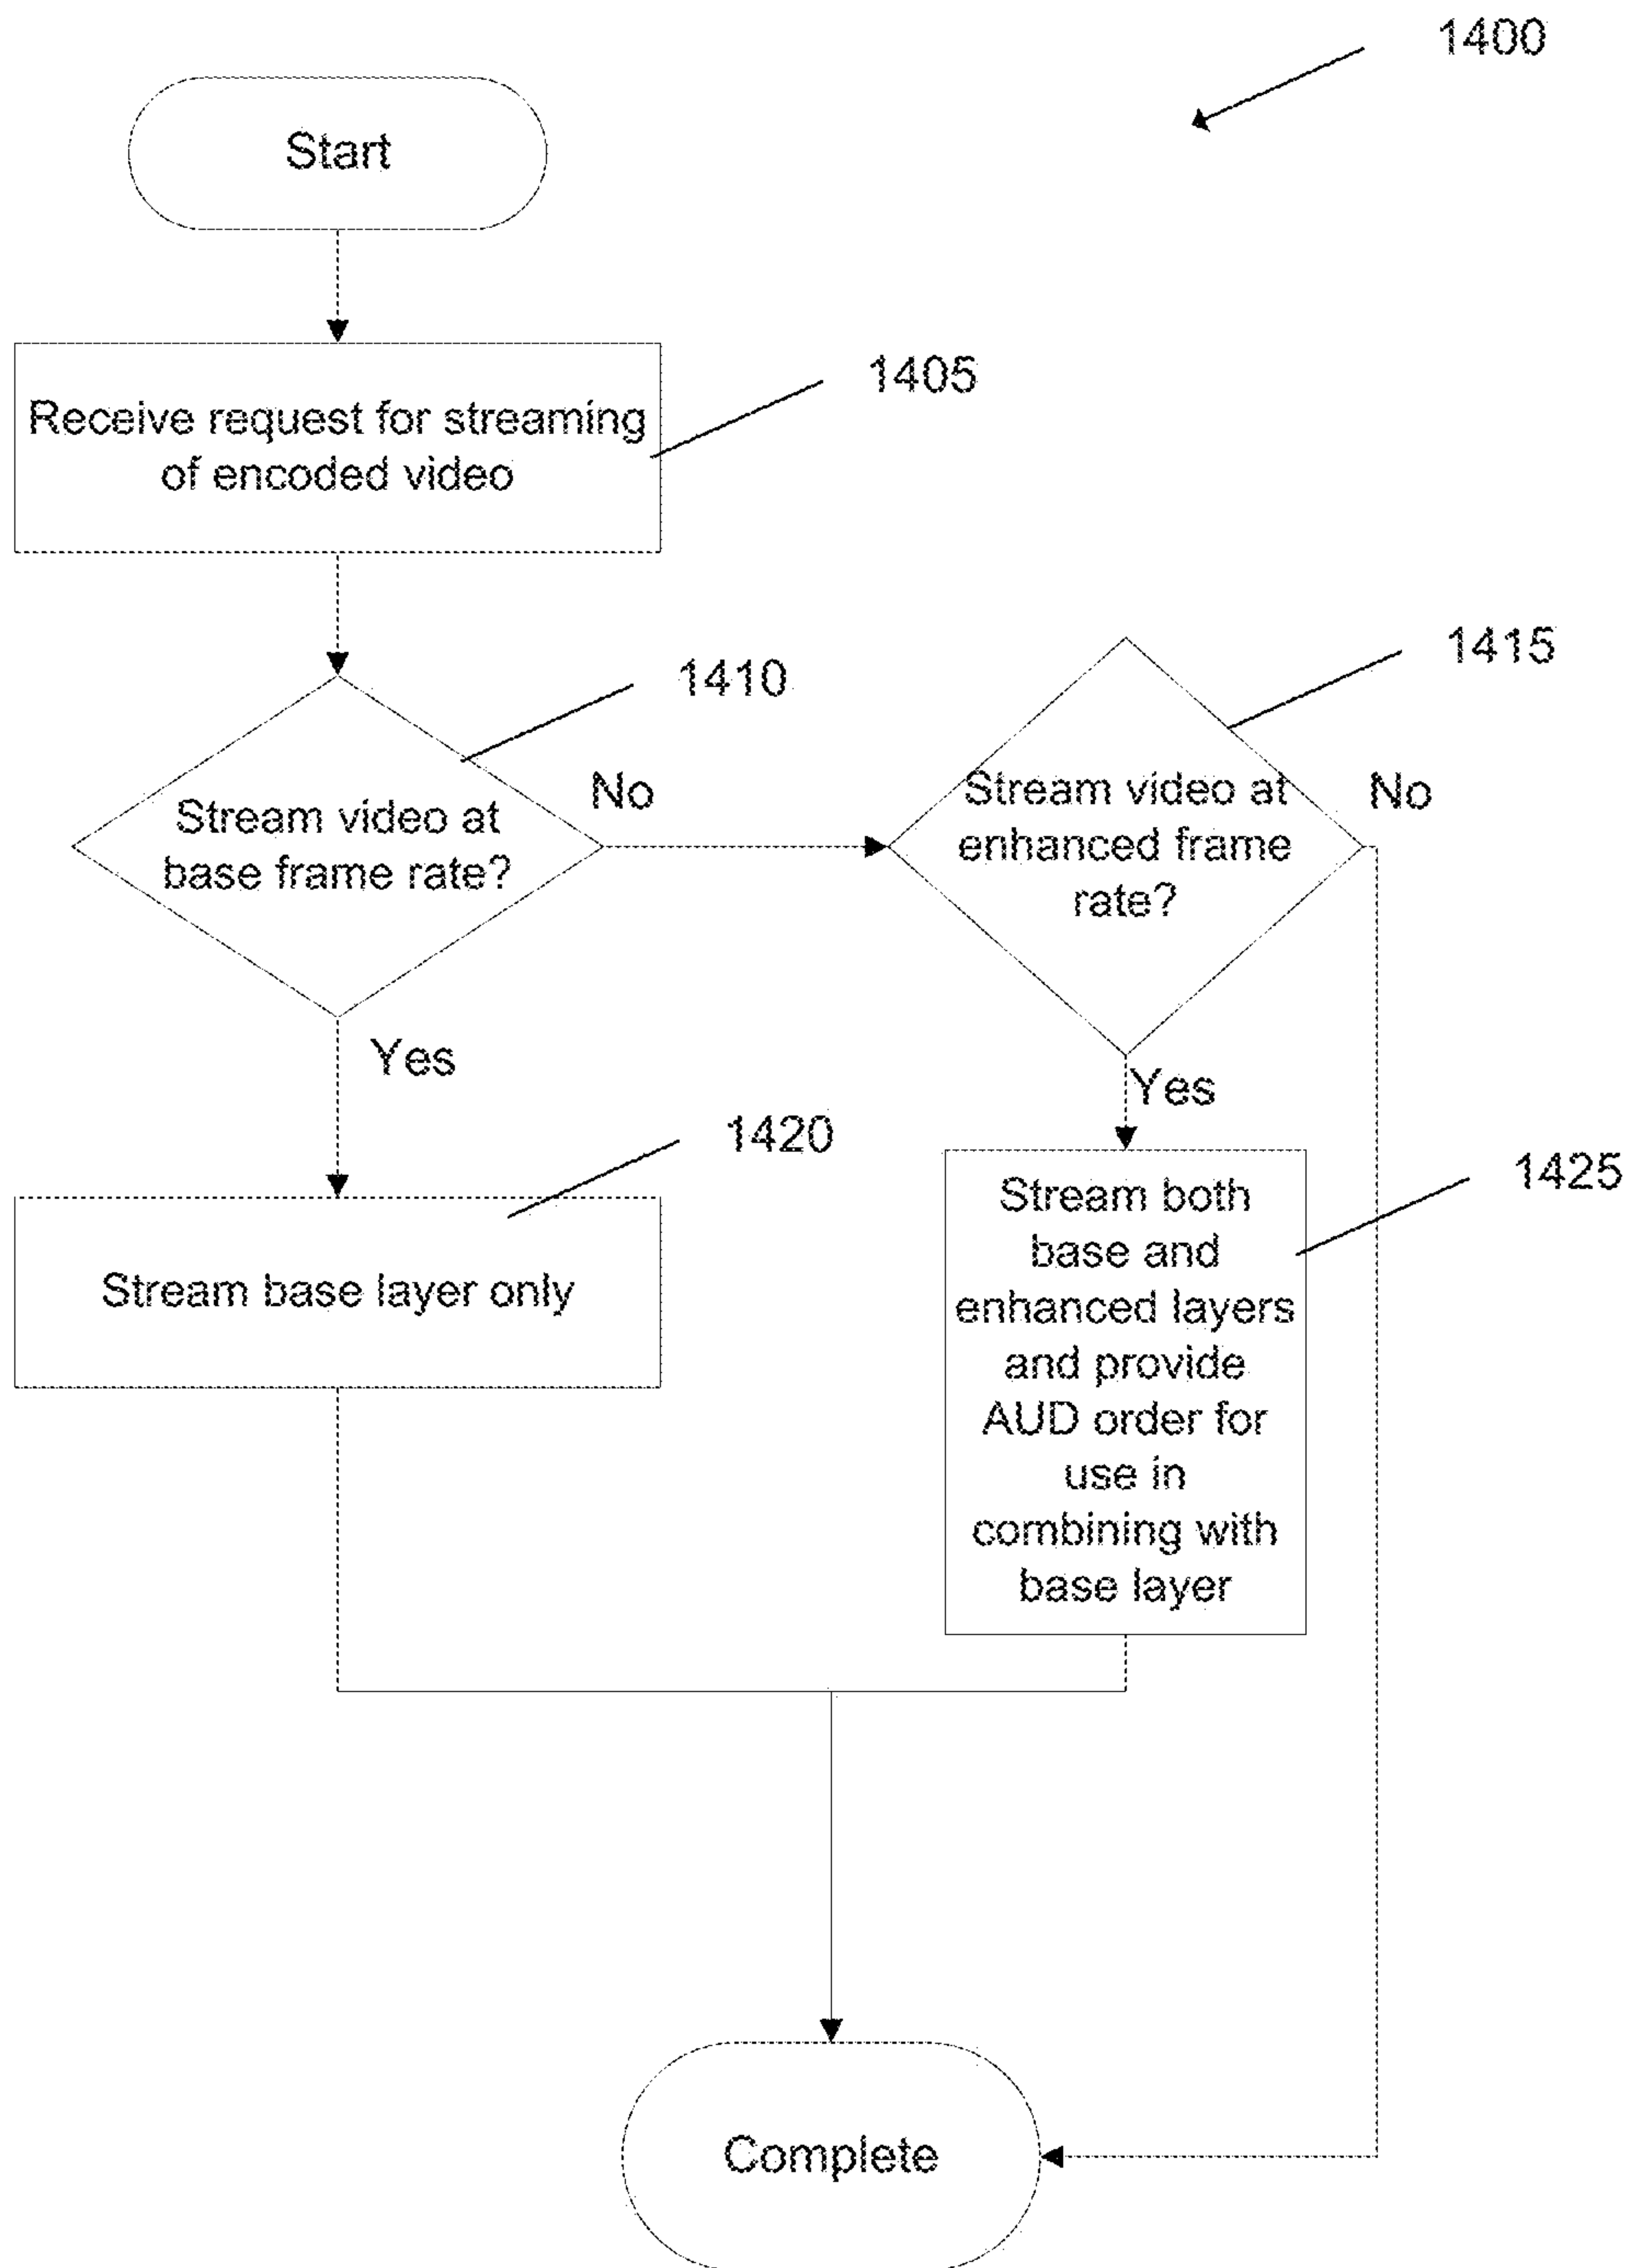 1400
Start
1405
Receive request for streaming
of encoded video
1410
1415
Stream video at
base frame rate?
No
Stream video at
enhanced frame
rate?
No
Yes
Yes
1420
1425
Stream base layer only
Stream both
base and
enhanced layers
and provide
AUD order for
use in
combining with
base layer
Complete